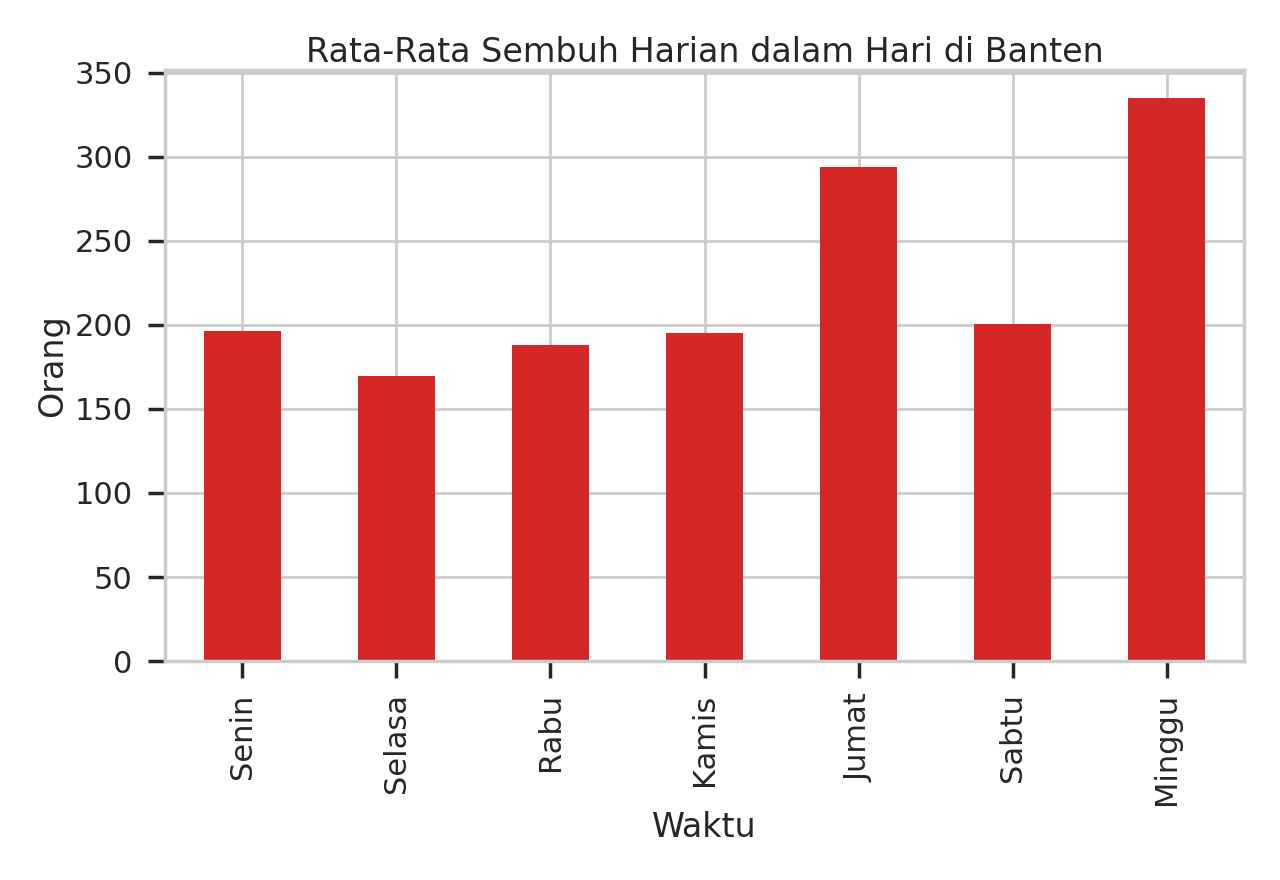 Rata-Rata Sembuh Harian dalam Hari di Banten
350
300
250
200
150
100
50
0
Orang
Senin
Selasa
Rabu
Kamis
Jumat
Sabtu
Minggu
Waktu